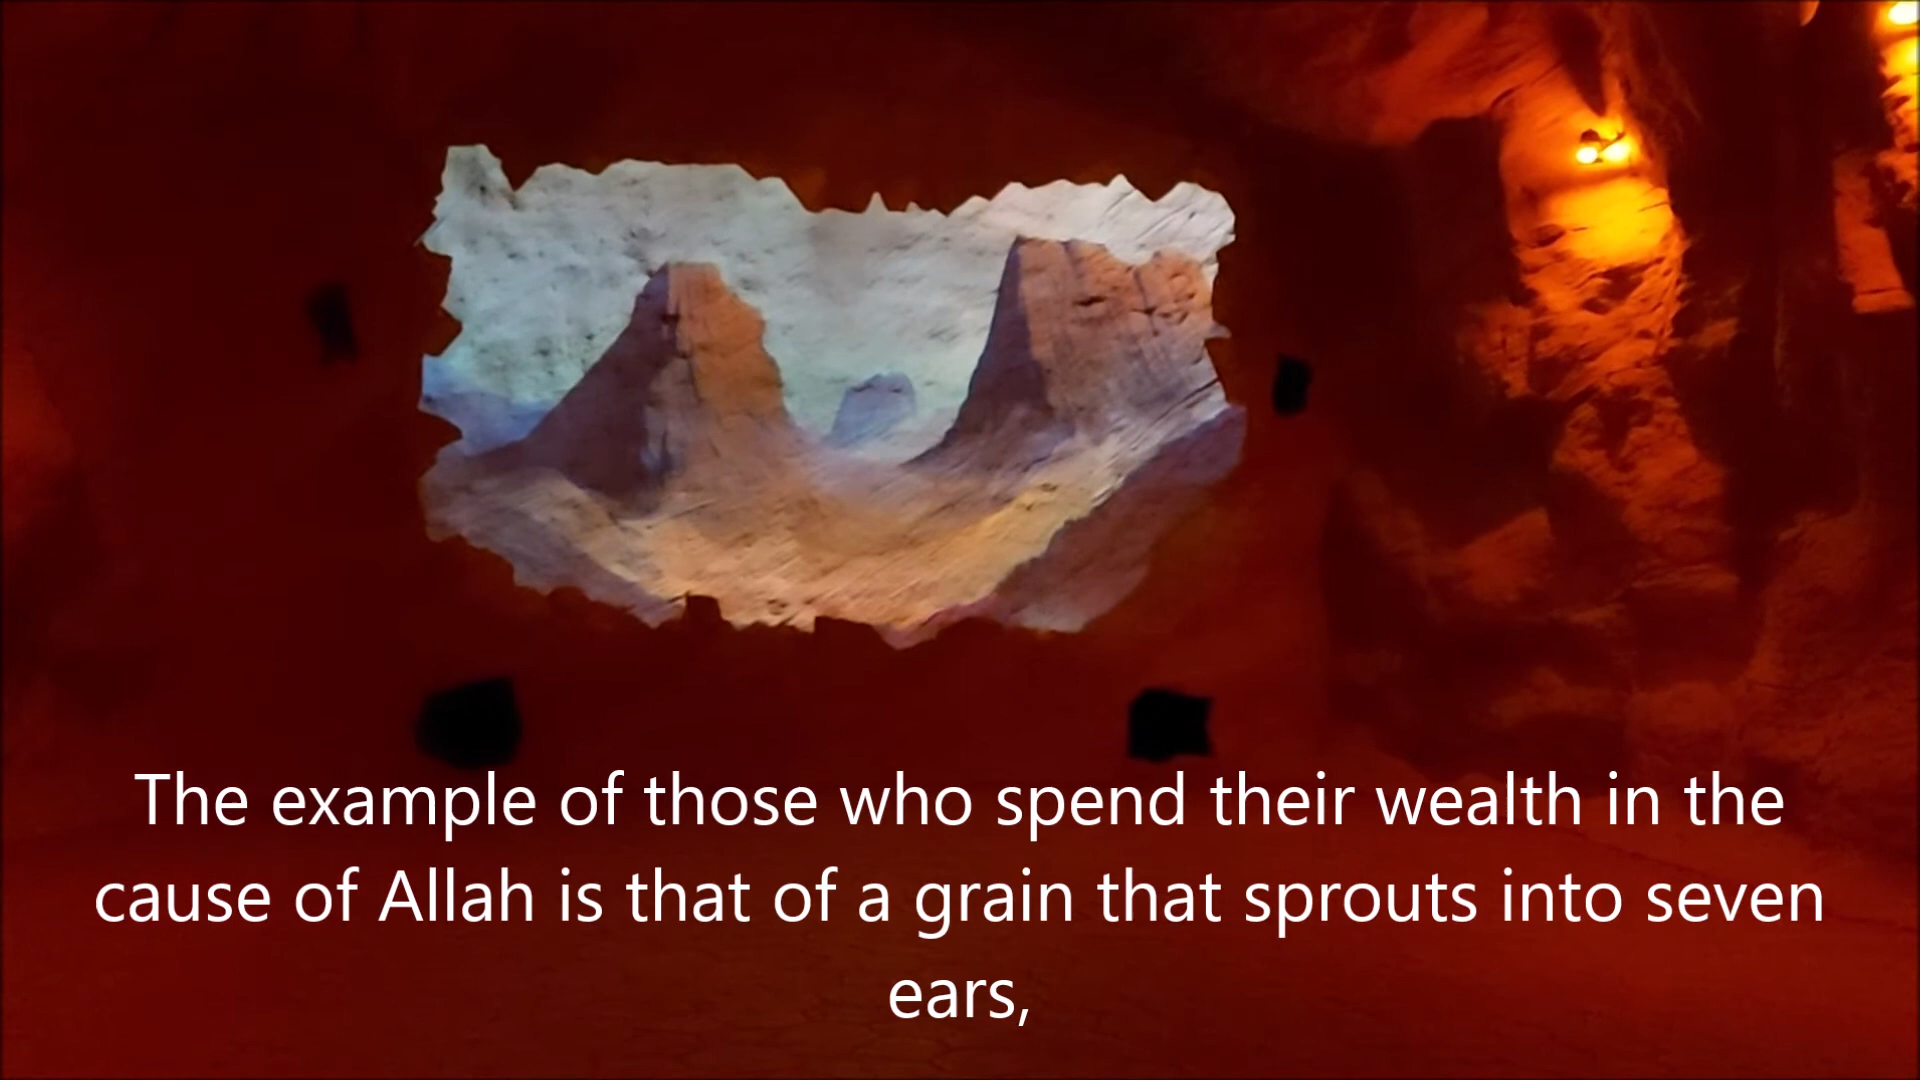 The example of those who spend their wealth in the
cause of Allah is that of a grain that sprouts into seven
ears,